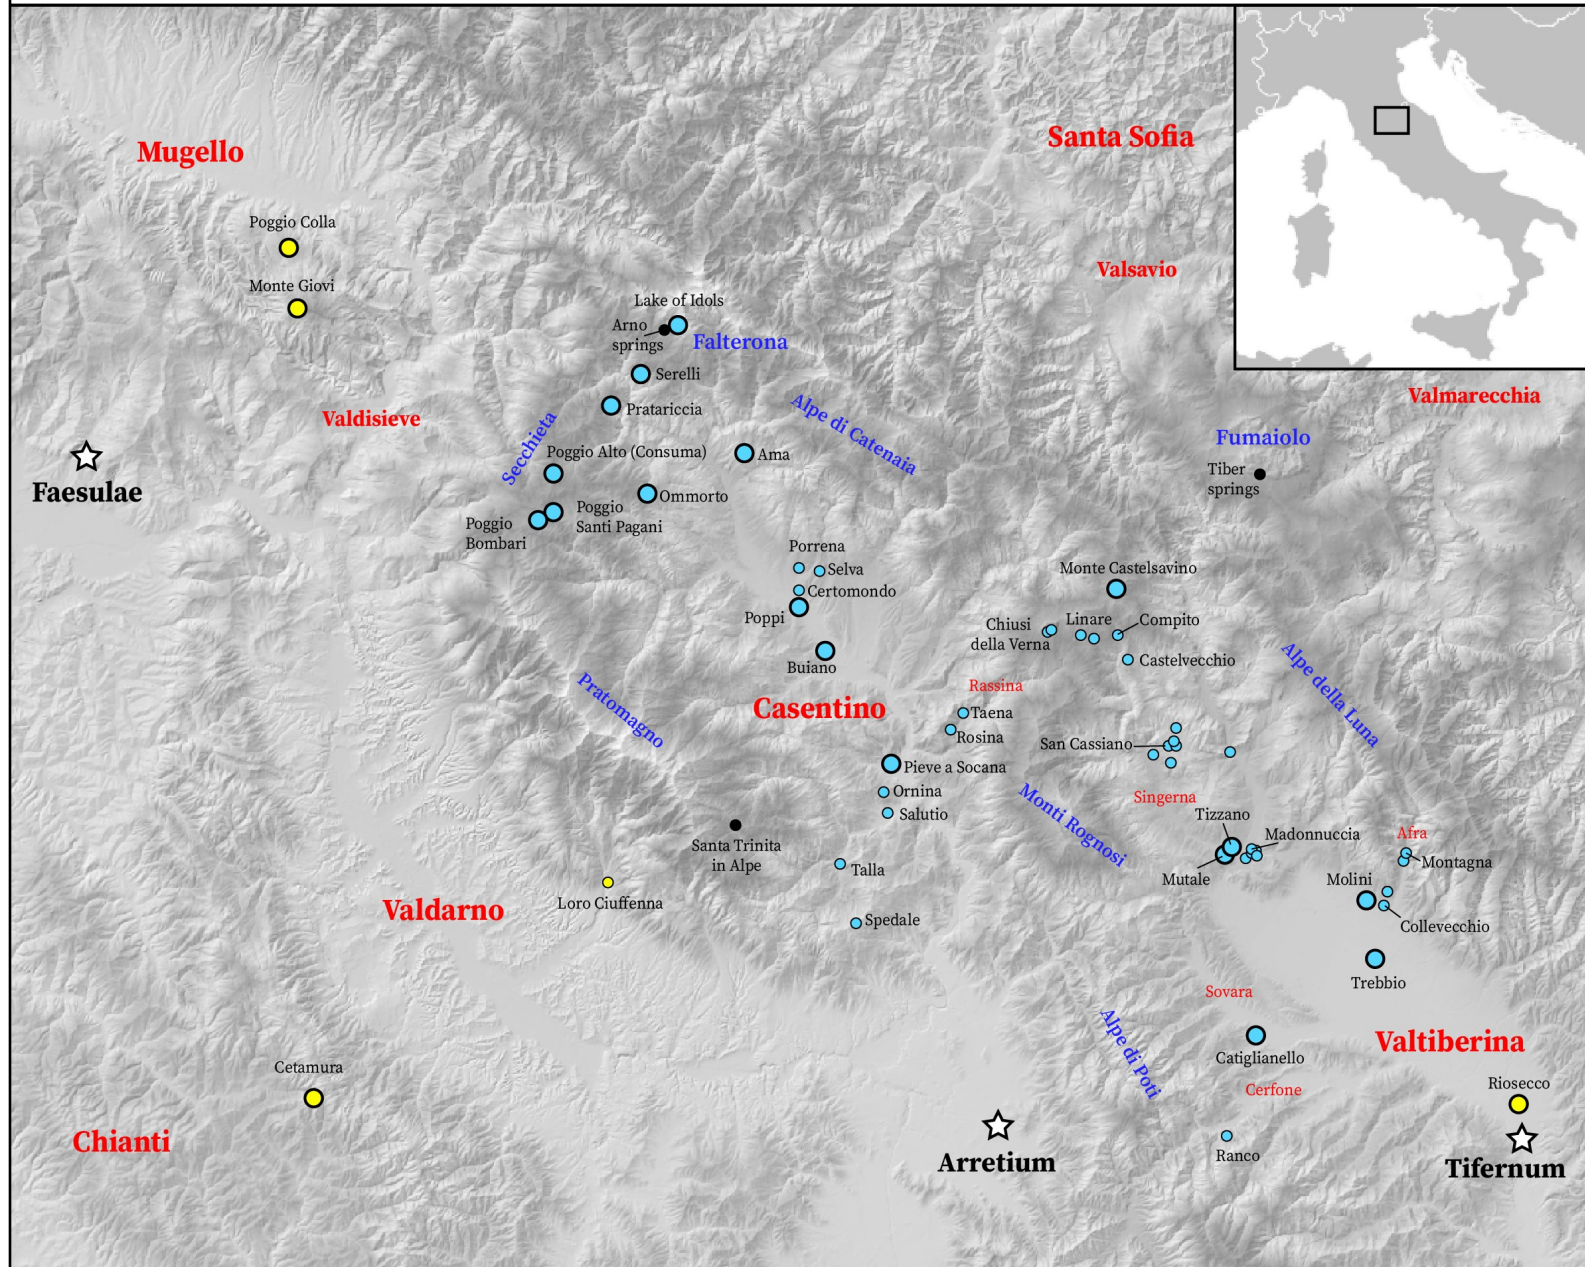 Mugello
Santa Sofia
Poggio Colla
Valsavio
Monte Giovi
Lake of Idols
Arno
springs
Falterona
Serelli
Valmarecchia
Pratariccia
Valdisieve
Alpe di Catenaia
Secchieta
Fumaiolo
Poggio Alto (Consuma)
Ama
Tiber
springs
Faesulae
Ommorto
Poggio
Santi Pagani
Poggio
Bombari
Porrena
Selva
Monte Castelsavino
Certomondo
Poppi
Chiusi
della Verna
Linare
Compito
Buiano
Castelvecchio
Alpe della Luna
Rassina
Pratomagno
Casentino
Taena
Rosina
San Cassiano
Pieve a Socana
Ornina
Singerna
Monti Rognosi
Salutio
Tizzano
Madonnuccia
Afra
Santa Trinita
in Alpe
Talla
Montagna
Mutale
Molini
Loro Ciuffenna
Valdarno
Spedale
Collevecchio
Trebbio
Sovara
Alpe di Poti
Valtiberina
Catiglianello
Cetamura
Cerfone
Riosecco
Chianti
Arretium
Ranco
Tifernum